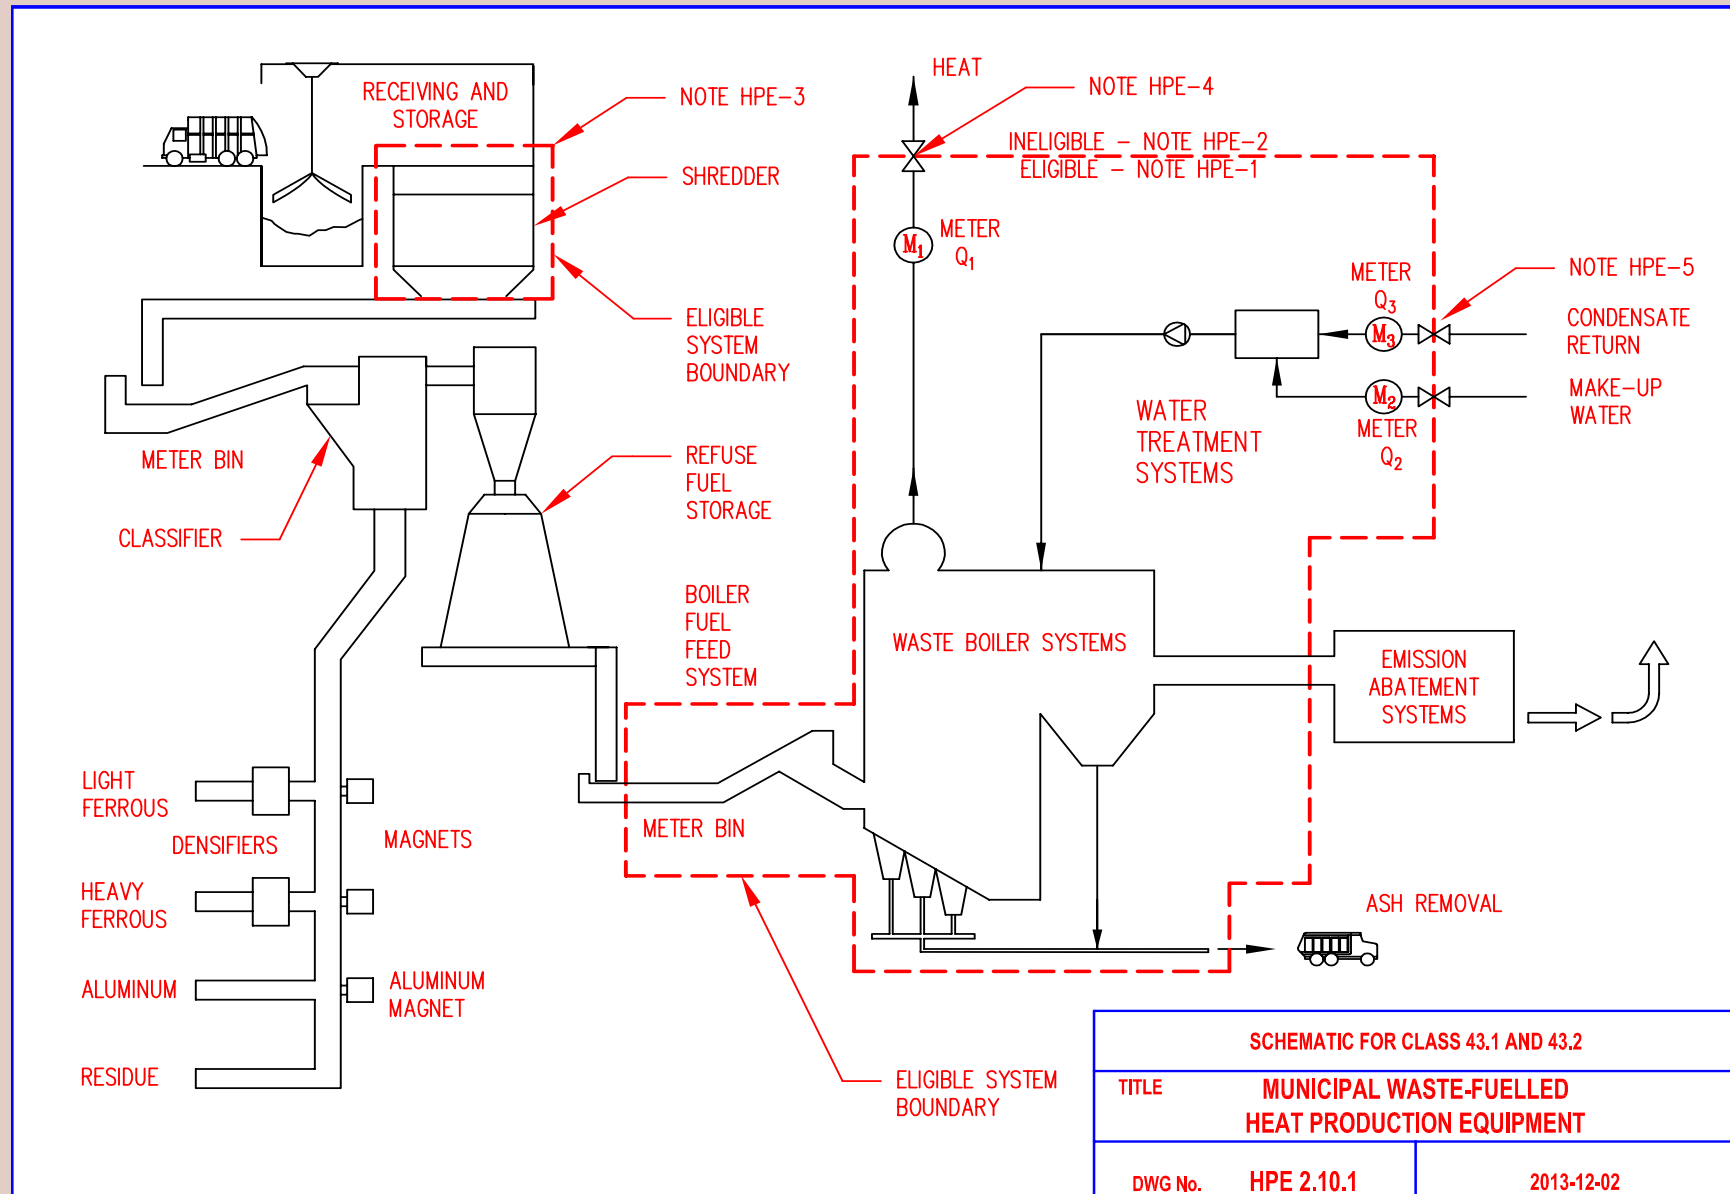 RECEIVING AND
STORAGE
NOTE HPE-3
SHREDDER
ELIGIBLE
SYSTEM
BOUNDARY
HEAT
NOTE HPE-4
INELIGIBLE - NOTE HPE-2
ELIGIBLE - NOTE HPE-1
M1
METER
Q1
METER
Q3
M3
NOTE HPE-5
CONDENSATE
RETURN
M2
METER
Q2
MAKE-UP
WATER
WATER
TREATMENT
SYSTEMS
METER BIN
CLASSIFIER
REFUSE
FUEL
STORAGE
BOILER
FUEL
FEED
SYSTEM
WASTE BOILER SYSTEMS
EMISSION
ABATEMENT
SYSTEMS
METER BIN
LIGHT
FERROUS
DENSIFIERS
MAGNETS
HEAVY
FERROUS
ALUMINUM
ALUMINUM
MAGNET
RESIDUE
ASH REMOVAL
ELIGIBLE SYSTEM
BOUNDARY
SCHEMATIC FOR CLASS 43.1 AND 43.2
TITLE MUNICIPAL WASTE-FUELLED
HEAT PRODUCTION EQUIPMENT
DWG No. HPE 2.10.1 2013-12-02